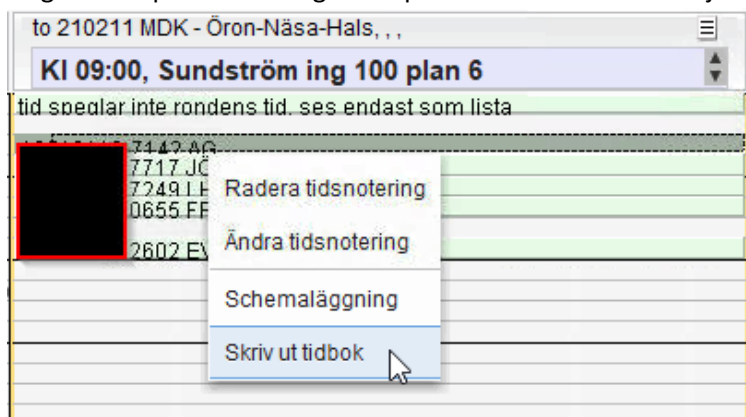 to 210211 MDK - Öron-Näsa-Hals, , ,
Kl 09:00, Sundström ing 100 plan 6
tid speglar inte rondens tid. ses endast som lista
7142 AG
7717 JÖ
7249 LH
0655 FF
2602 EV
Radera tidsnotering
Ändra tidsnotering
Schemaläggning
Skriv ut tidbok